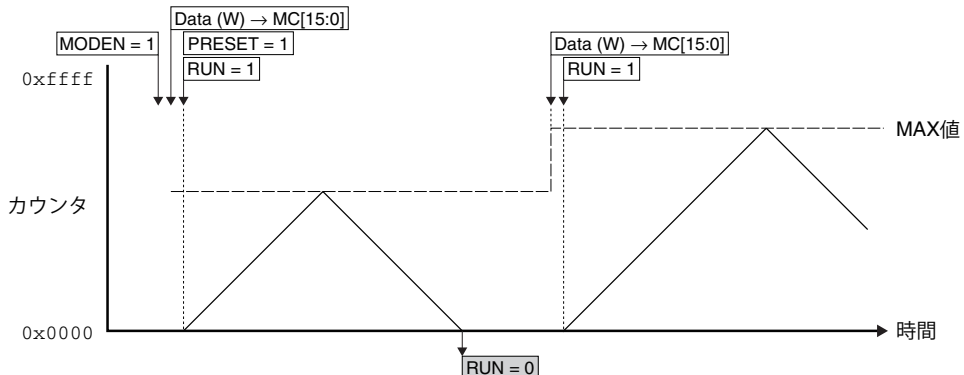 Data (W) → MC[15:0]
MODEN = 1
PRESET = 1
RUN = 1
Data (W) → MC[15:0]
RUN = 1
0xffff
MAX値
カウンタ
0x0000
時間
RUN = 0